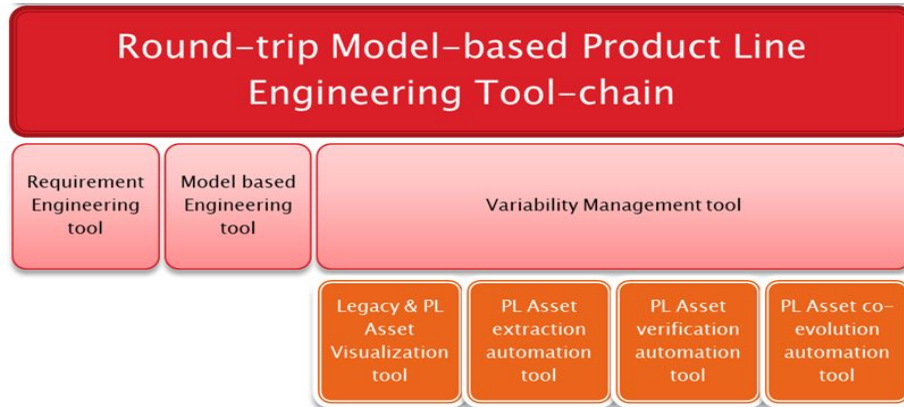 Round-trip Model-based Product Line
Engineering Tool-chain
Requirement
Engineering
tool
Model based
Engineering
tool
Variability Management tool
Legacy & PL
Asset
Visualization
tool
PL Asset
extraction
automation
tool
PL Asset
verification
automation
tool
PL Asset co-
evolution
automation
tool